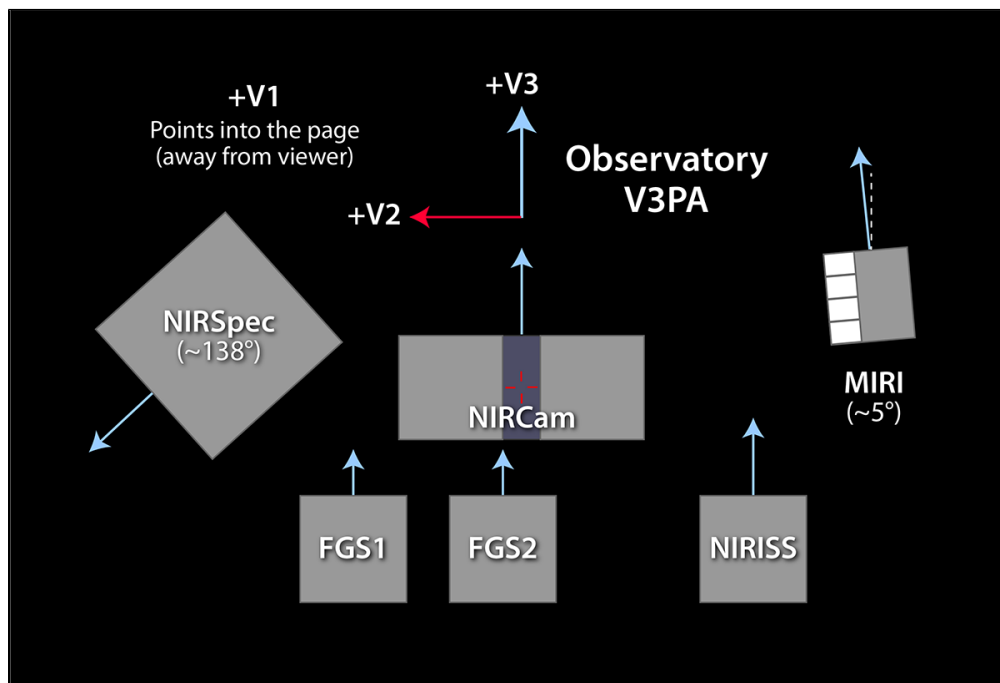 +V1
Points into the page
(away from viewer)
+V3
+V2
Observatory
V3PA
NIRSpec
(~138°)
NIRCam
MIRI
(~5°)
FGS1
FGS2
NIRISS